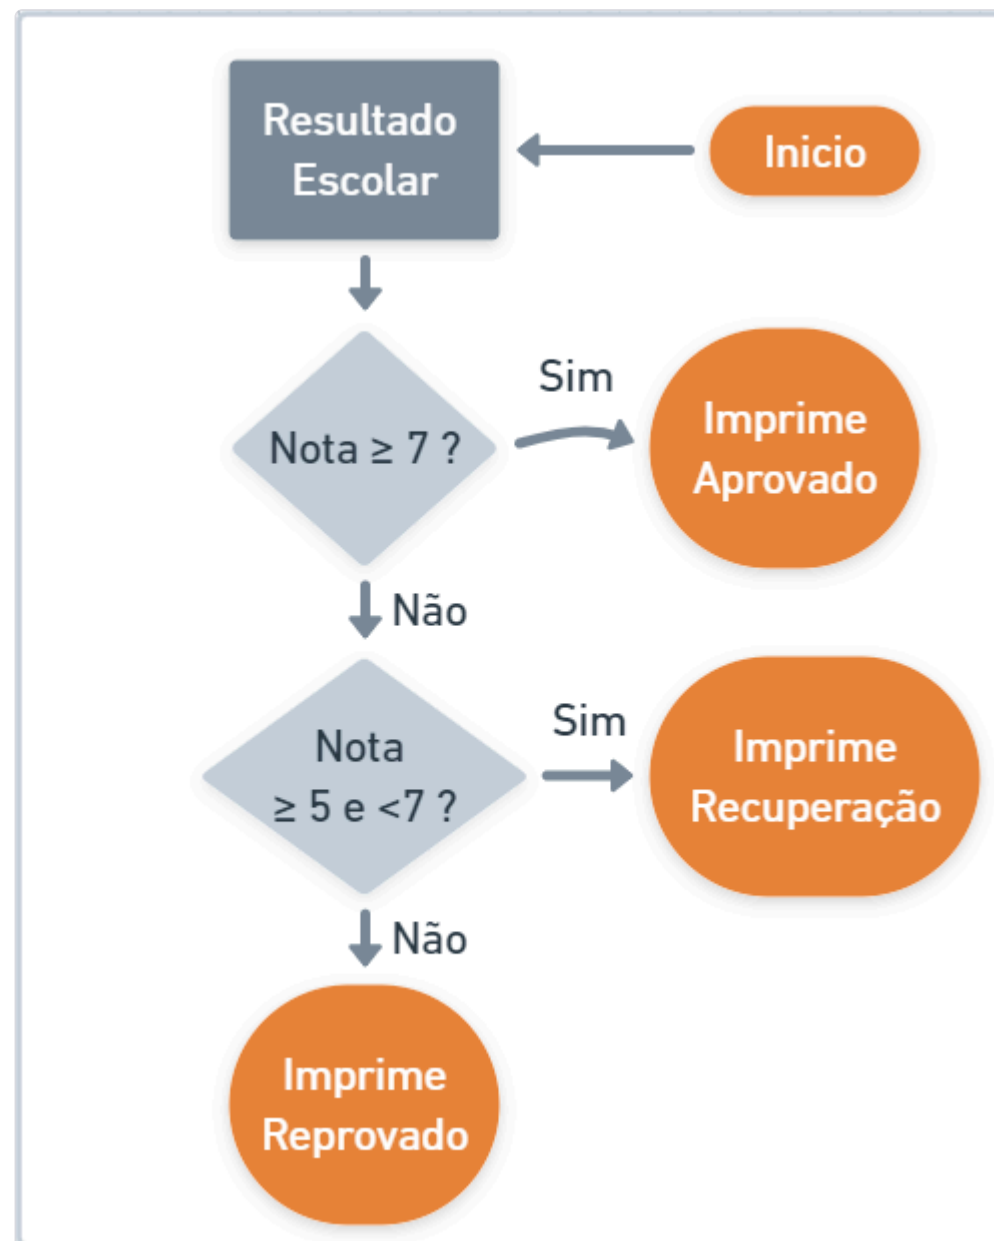 Resultado
Escolar
Inicio
Nota ≥ 7 ?
Sim
Imprime
Aprovado
Não
Nota
≥ 5 e <7 ?
Sim
Imprime
Recuperação
Não
Imprime
Reprovado